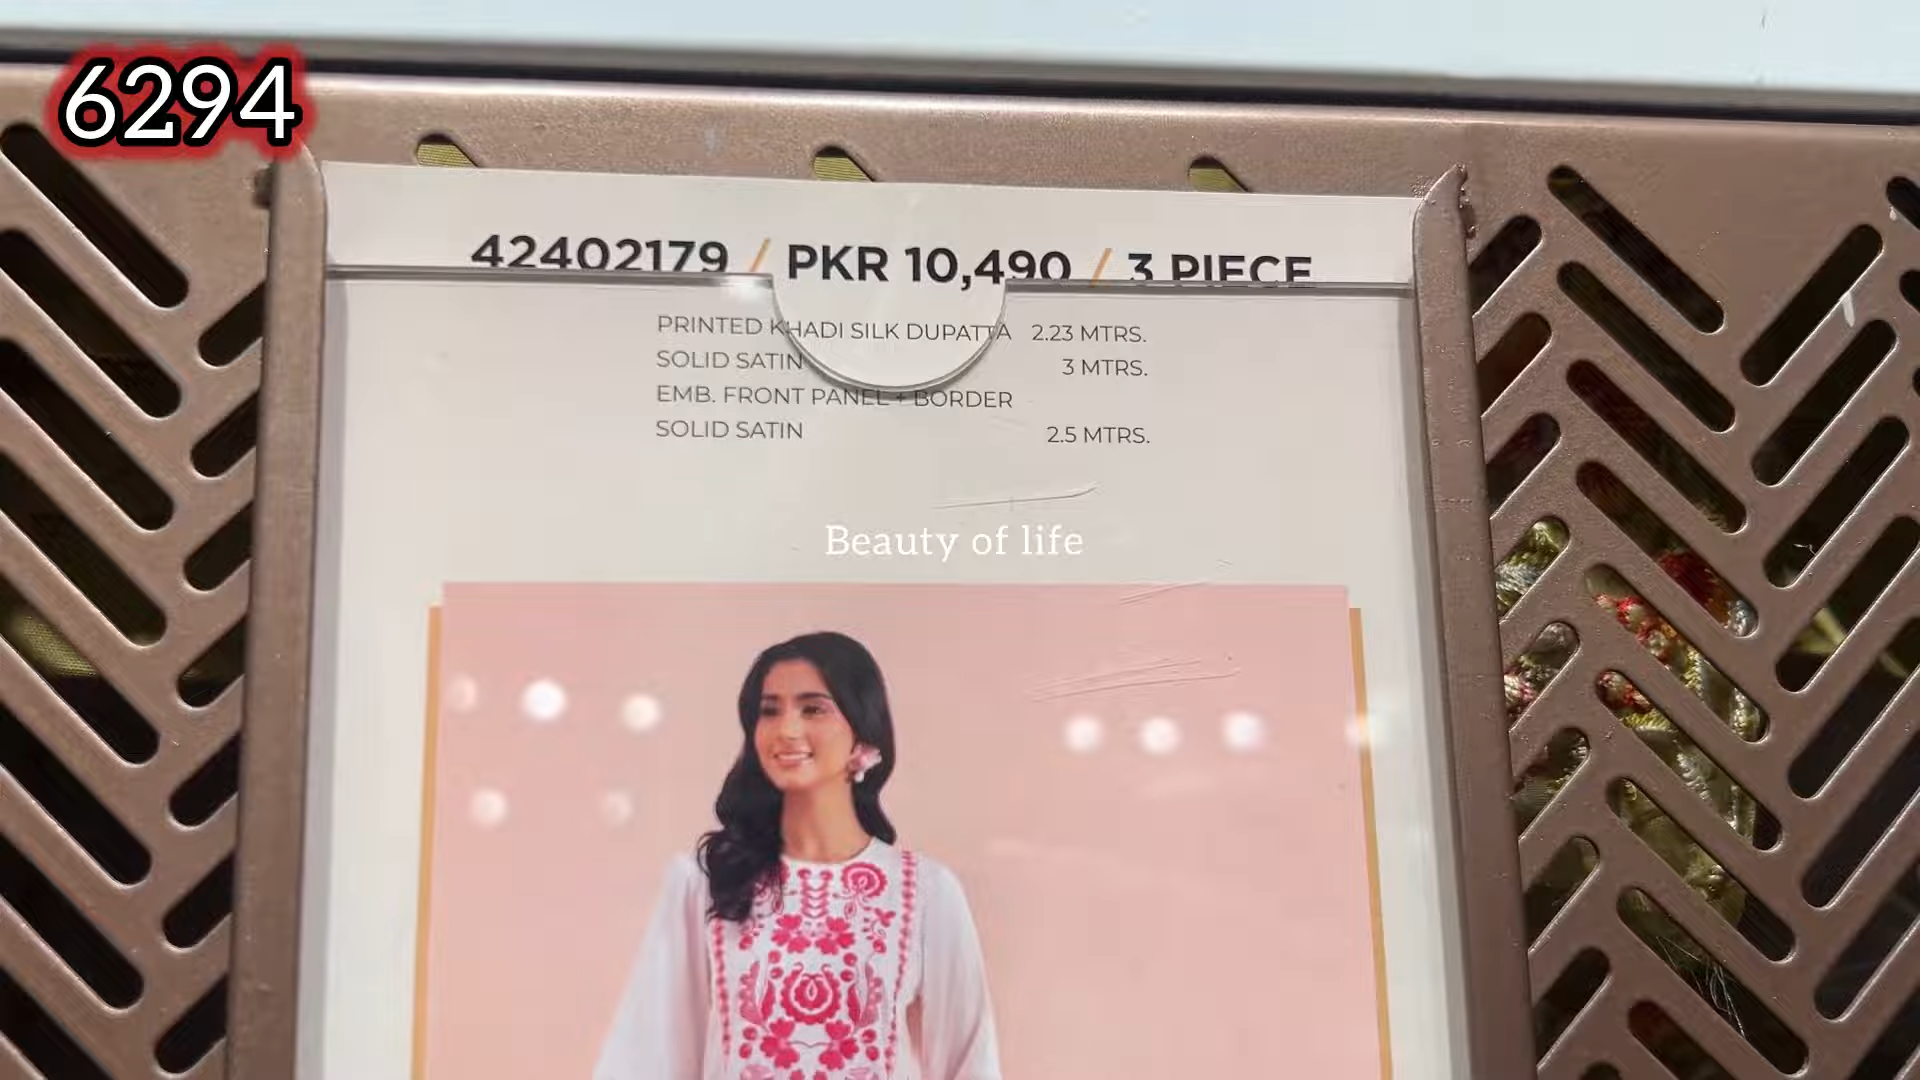 6294
42402179 / PKR 10,490 / 3 PIECE
PRINTED KHADI SILK DUPATTA 2.23 MTRS.
SOLID SATIN 3 MTRS.
EMB. FRONT PANEL + BORDER
SOLID SATIN 2.5 MTRS.
Beauty of life